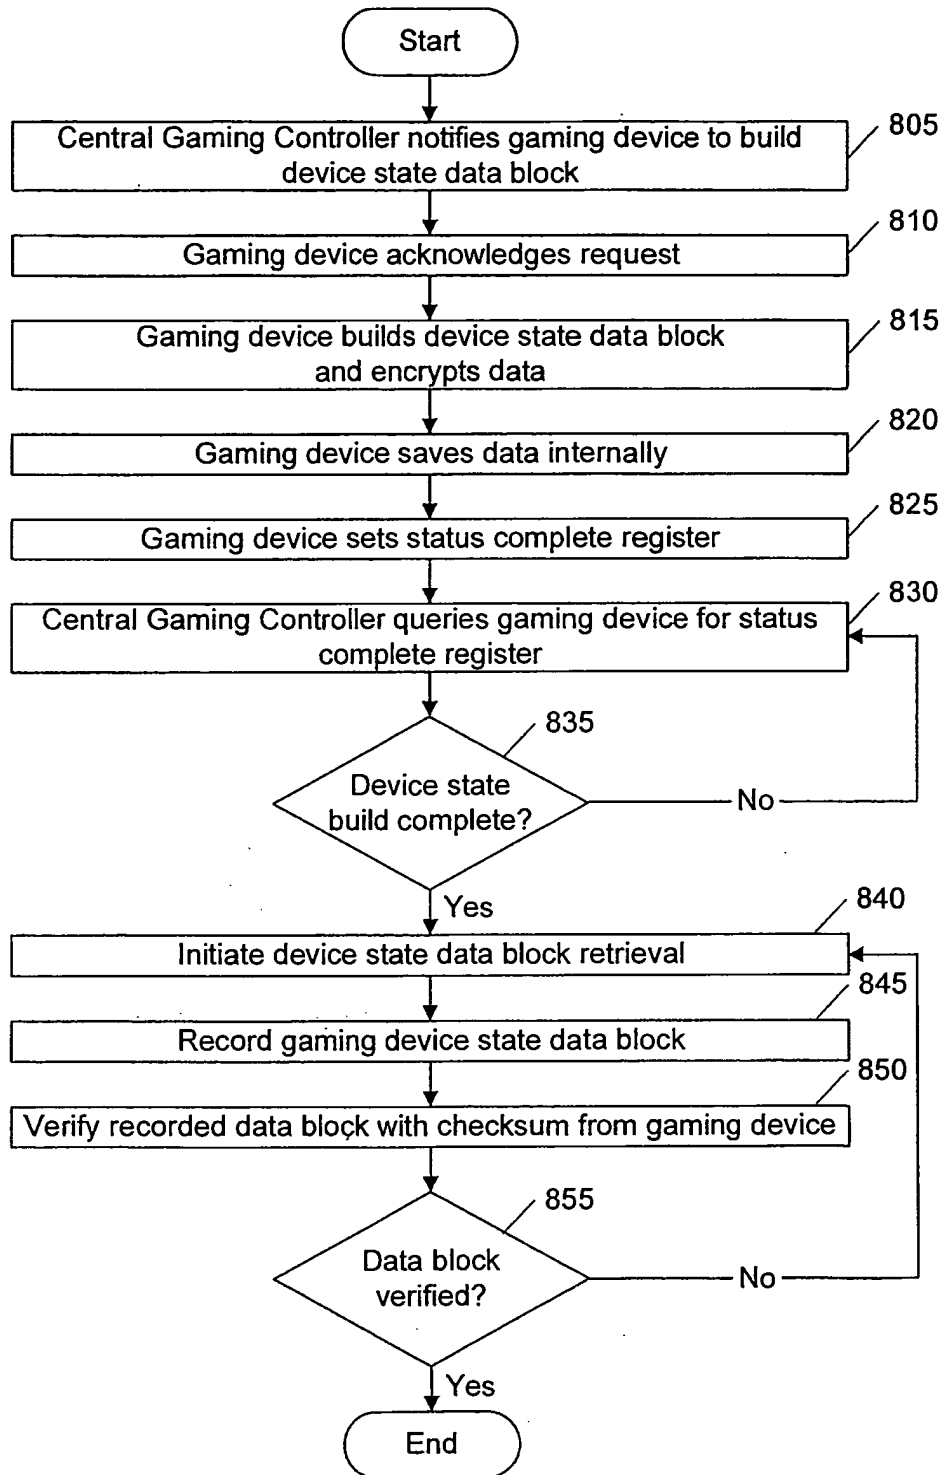 Start
805
Central Gaming Controller notifies gaming device to build
device state data block
810
Gaming device acknowledges request
815
Gaming device builds device state data block
and encrypts data
820
Gaming device saves data internally
825
Gaming device sets status complete register
830
Central Gaming Controller queries gaming device for status
complete register
835
Device state
build complete?
No
Yes
840
Initiate device state data block retrieval
845
Record gaming device state data block
850
Verify recorded data block with checksum from gaming device
855
Data block
verified?
No
Yes
End